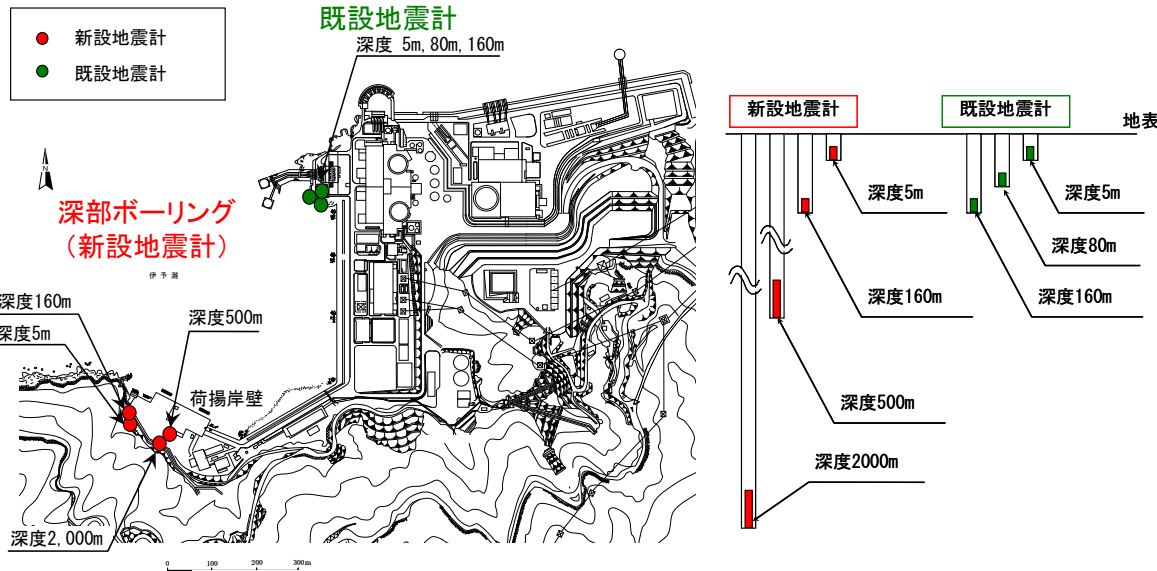 新設地震計
既設地震計
既設地震計
深度 5m, 80m, 160m
N
深部ボーリング
（新設地震計）
伊予灘
深度160m
深度5m
深度500m
荷揚岸壁
深度2,000m
0 100 200 300m
新設地震計
既設地震計
地表
深度5m
深度5m
深度80m
深度160m
深度160m
深度500m
深度2000m